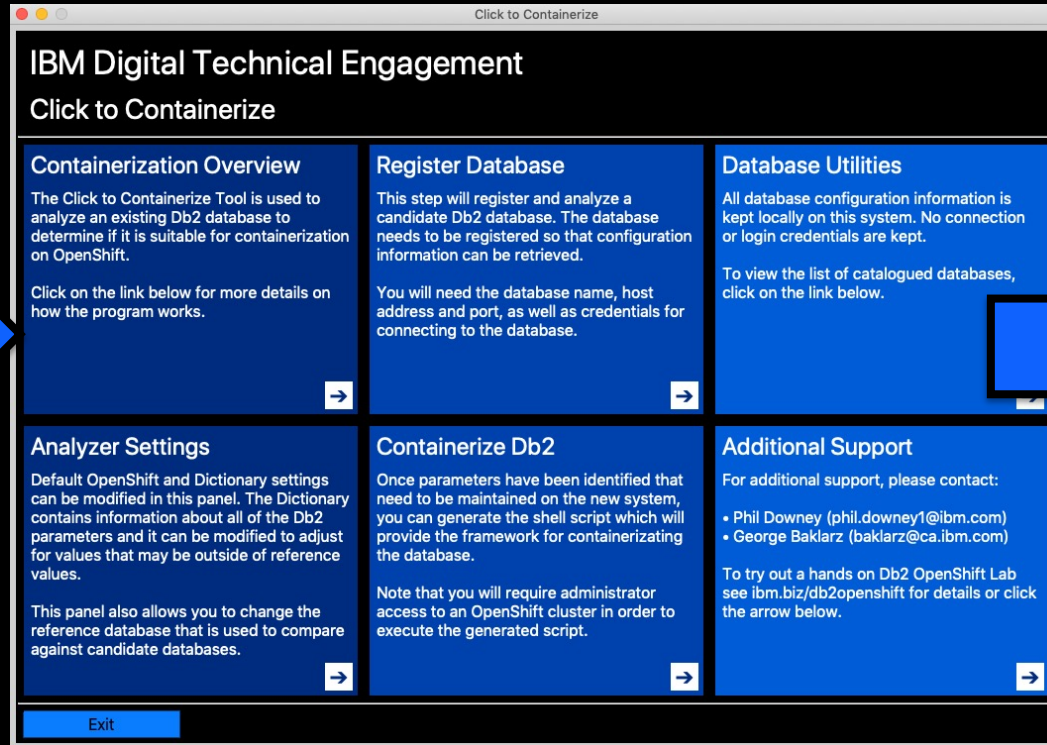 Click to Containerize
IBM Digital Technical Engagement
Click to Containerize
Containerization Overview
The Click to Containerize Tool is used to
analyze an existing Db2 database to
determine if it is suitable for containerization
on OpenShift.
Click on the link below for more details on
how the program works.
Register Database
This step will register and analyze a
candidate Db2 database. The database
needs to be registered so that configuration
information can be retrieved.
You will need the database name, host
address and port, as well as credentials for
connecting to the database.
Database Utilities
All database configuration information is
kept locally on this system. No connection
or login credentials are kept.
To view the list of catalogued databases,
click on the link below.
Analyzer Settings
Default OpenShift and Dictionary settings
can be modified in this panel. The Dictionary
contains information about all of the Db2
parameters and it can be modified to adjust
for values that may be outside of reference
values.
This panel also allows you to change the
reference database that is used to compare
against candidate databases.
Containerize Db2
Once parameters have been identified that
need to be maintained on the new system,
you can generate the shell script which will
provide the framework for containerizating
the database.
Note that you will require administrator
access to an OpenShift cluster in order to
execute the generated script.
Additional Support
For additional support, please contact:
• Phil Downey (phil.downey1@ibm.com)
• George Baklarz (baklarz@ca.ibm.com)
To try out a hands on Db2 OpenShift Lab
see ibm.biz/db2openshift for details or click
the arrow below.
Exit